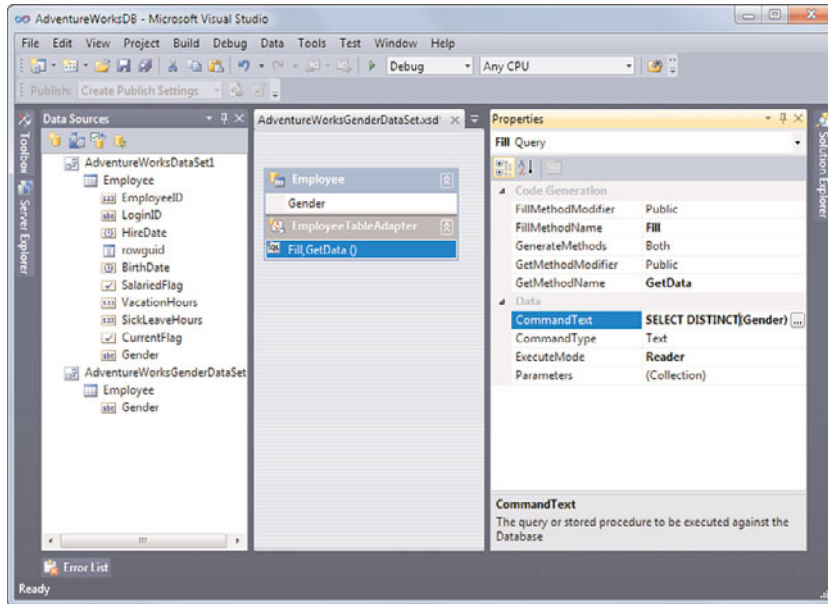 AdventureWorksDB - Microsoft Visual Studio
File Edit View Project Build Debug Data Tools Test Window Help
Debug Any CPU
Publish: Create Publish Settings
Toolbox
Server Explorer
Data Sources
AdventureWorksDataSet1
Employee
EmployeeID
LoginID
HireDate
rowguid
BirthDate
SalariedFlag
VacationHours
SickLeaveHours
CurrentFlag
Gender
AdventureWorksGenderDataSet
Employee
Gender
AdventureWorksGenderDataSet.xsd
Employee
Gender
EmployeeTableAdapter
SQL Fill,GetData ()
Properties
Fill Query
Code Generation
FillMethodModifier Public
FillMethodName Fill
GenerateMethods Both
GetMethodModifier Public
GetMethodName GetData
Data
CommandText SELECT DISTINCT(Gender) ...
CommandType Text
ExecuteMode Reader
Parameters (Collection)
CommandText
The query or stored procedure to be executed against the
Database
Solution Explorer
Error List
Ready